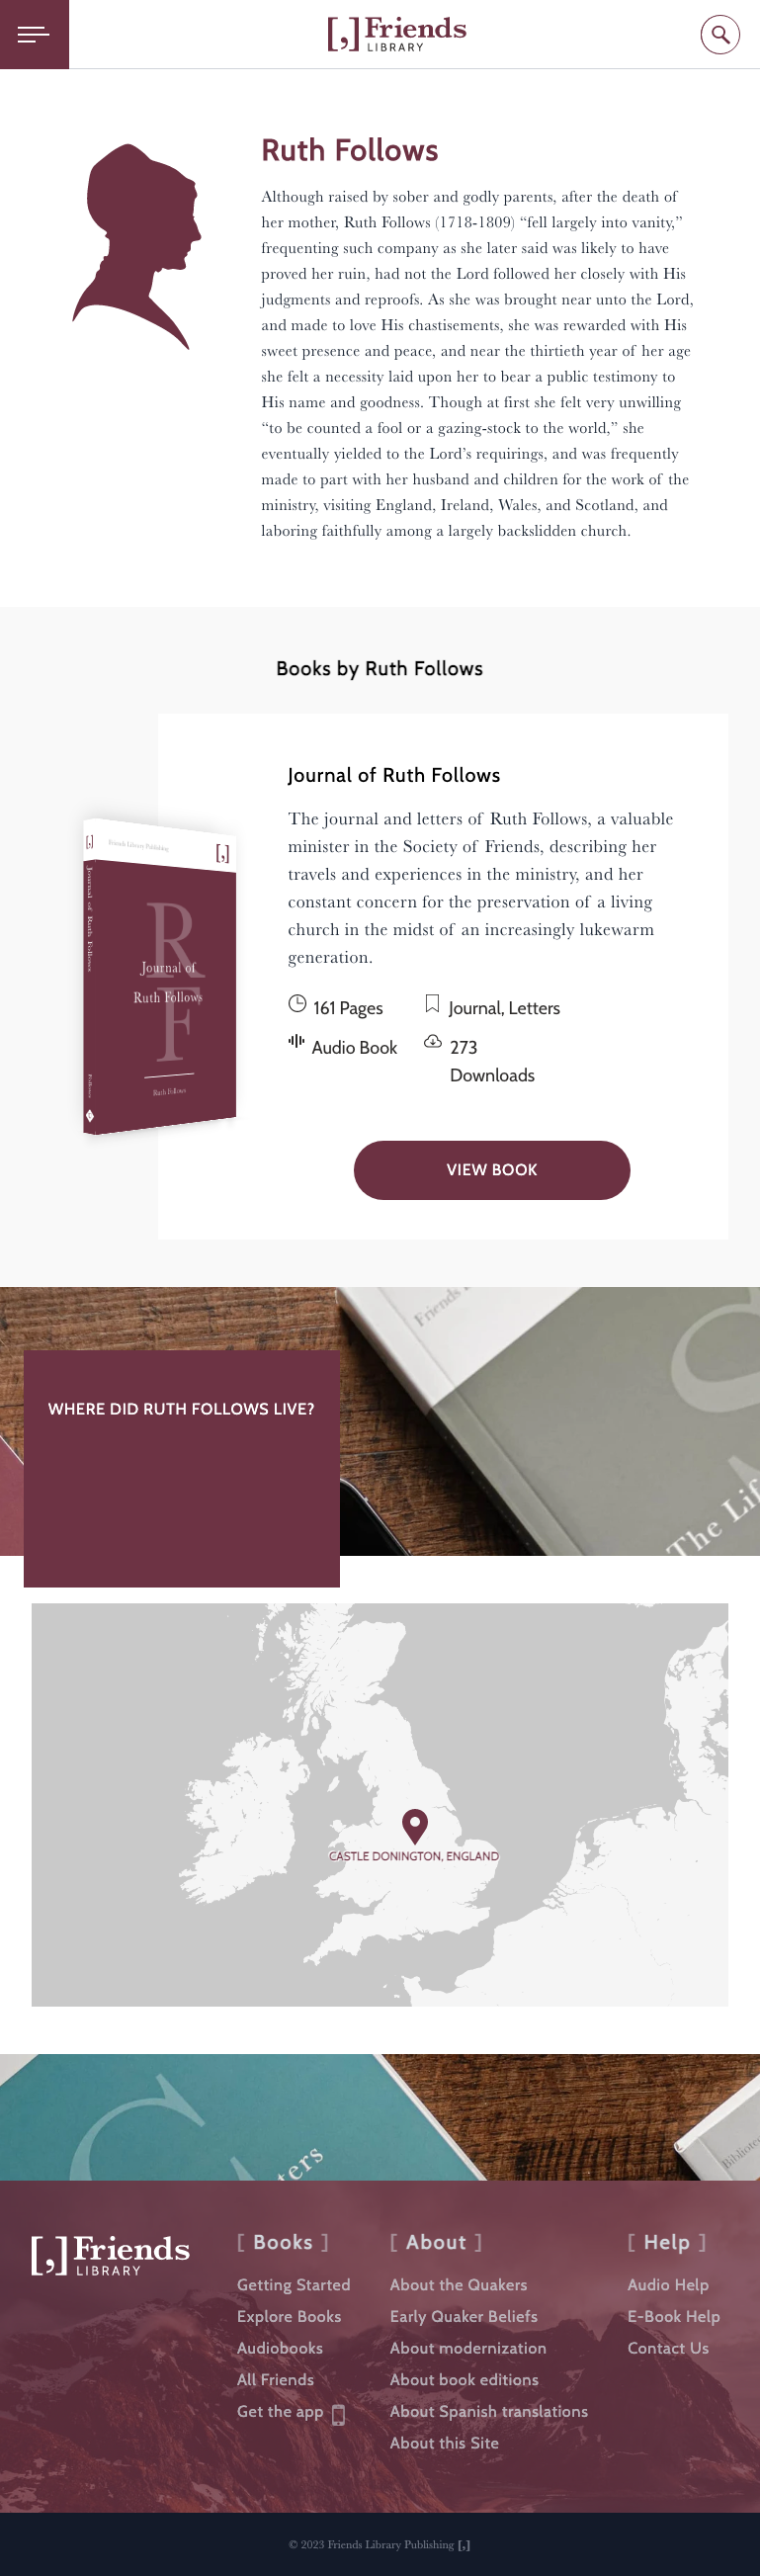 [,] Friends
LIBRARY
Ruth Follows
Although raised by sober and godly parents, after the death of
her mother, Ruth Follows (1718-1809) “fell largely into vanity,”
frequenting such company as she later said was likely to have
proved her ruin, had not the Lord followed her closely with His
judgments and reproofs. As she was brought near unto the Lord,
and made to love His chastisements, she was rewarded with His
sweet presence and peace, and near the thirtieth year of her age
she felt a necessity laid upon her to bear a public testimony to
His name and goodness. Though at first she felt very unwilling
“to be counted a fool or a gazing-stock to the world,” she
eventually yielded to the Lord’s requirings, and was frequently
made to part with her husband and children for the work of the
ministry, visiting England, Ireland, Wales, and Scotland, and
laboring faithfully among a largely backslidden church.
Books by Ruth Follows
[,] Friends Library Publishing [,]
Journal of Ruth Follows
R
F
Journal of
Ruth Follows
Ruth Follows
Follows
Journal of Ruth Follows
The journal and letters of Ruth Follows, a valuable
minister in the Society of Friends, describing her
travels and experiences in the ministry, and her
constant concern for the preservation of a living
church in the midst of an increasingly lukewarm
generation.
161 Pages
Journal, Letters
Audio Book
273
Downloads
VIEW BOOK
Friends
S
The Lif
WHERE DID RUTH FOLLOWS LIVE?
CASTLE DONINGTON, ENGLAND
C
ters
Bibliotec
[,] Friends
LIBRARY
[ Books ]
Getting Started
Explore Books
Audiobooks
All Friends
Get the app
[ About ]
About the Quakers
Early Quaker Beliefs
About modernization
About book editions
About Spanish translations
About this Site
[ Help ]
Audio Help
E-Book Help
Contact Us
© 2023 Friends Library Publishing [,]